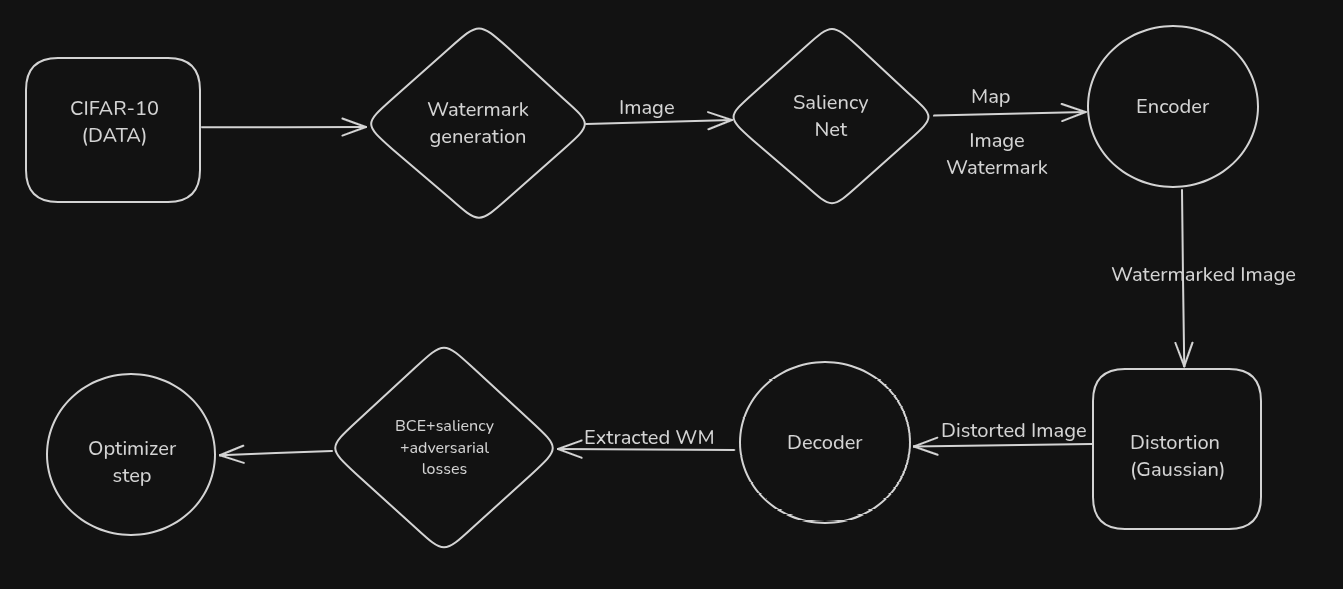 CIFAR-10
(DATA)
Watermark
generation
Image
Saliency
Net
Map
Image
Watermark
Encoder
Watermarked Image
Distortion
(Gaussian)
Distorted Image
Decoder
Extracted WM
BCE+saliency
+adversarial
losses
Optimizer
step